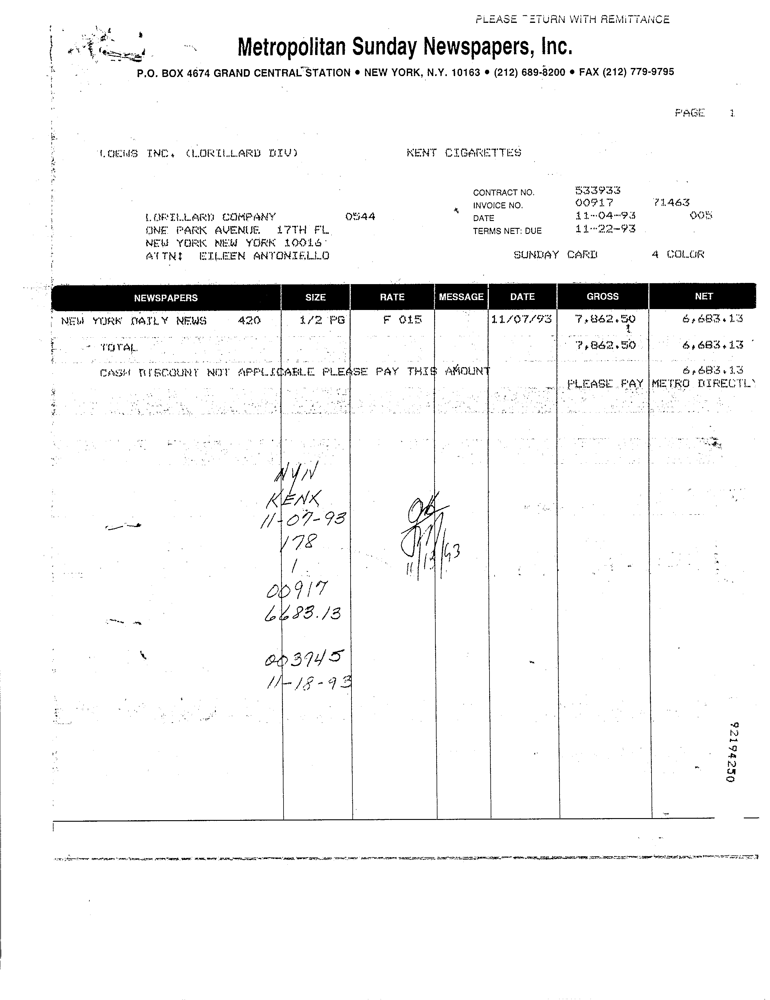 PLEASE RETURN WITH REMITTANCE
Metropolitan Sunday Newspapers, Inc.
P.O. BOX 4674 GRAND CENTRAL STATION • NEW YORK, N.Y. 10163 • (212) 689-8200 • FAX (212) 779-9795
PAGE 1
LOEWS INC. (LORILLARD DIV) KENT CIGARETTES
CONTRACT NO. 533933
INVOICE NO. 00917 71463
LORILLARD COMPANY 0544 DATE 11-04-93 005
ONE PARK AVENUE 17TH FL TERMS NET: DUE 11-22-93
NEW YORK NEW YORK 10016
ATTN: EILEEN ANTONIELLO SUNDAY CARD 4 COLOR
NEWSPAPERS SIZE RATE MESSAGE DATE GROSS NET
NEW YORK DAILY NEWS 420 1/2 PG F 015 11/07/93 7,862.50 6,683.13
1
TOTAL 7,862.50 6,683.13
CASH DISCOUNT NOT APPLICABLE PLEASE PAY THIS AMOUNT 6,683.13
PLEASE PAY METRO DIRECTLY
NYN
KENX
11-07-93
178
1
00917
6683.13
003945
11-18-93
OK
11/13/93
92194250